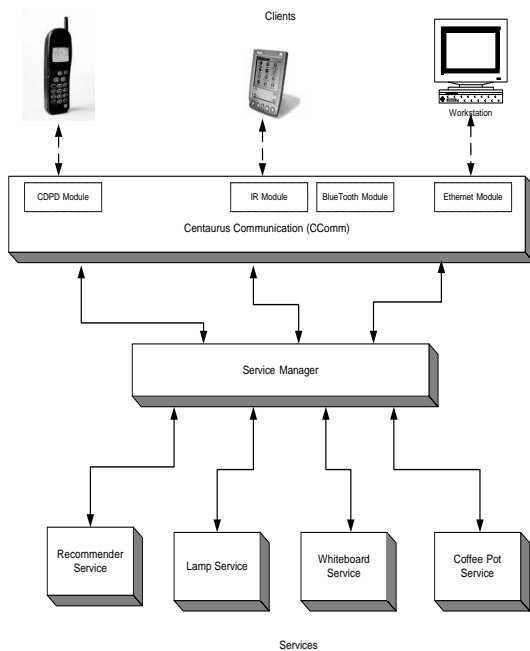 Clients
Workstation
CDPD Module
IR Module
BlueTooth Module
Ethernet Module
Centaurus Communication (CComm)
Service Manager
Recommender
Service
Lamp Service
Whiteboard
Service
Coffee Pot
Service
Services